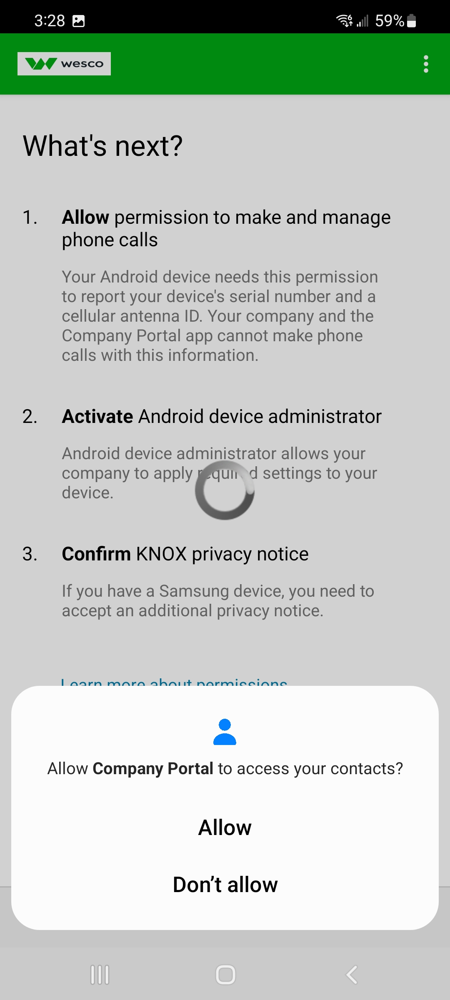 3:28
59%
wesco
What's next?
1. Allow permission to make and manage
phone calls
Your Android device needs this permission
to report your device's serial number and a
cellular antenna ID. Your company and the
Company Portal app cannot make phone
calls with this information.
2. Activate Android device administrator
Android device administrator allows your
company to apply required settings to your
device.
3. Confirm KNOX privacy notice
If you have a Samsung device, you need to
accept an additional privacy notice.
Learn more about permissions
Allow Company Portal to access your contacts?
Allow
Don’t allow